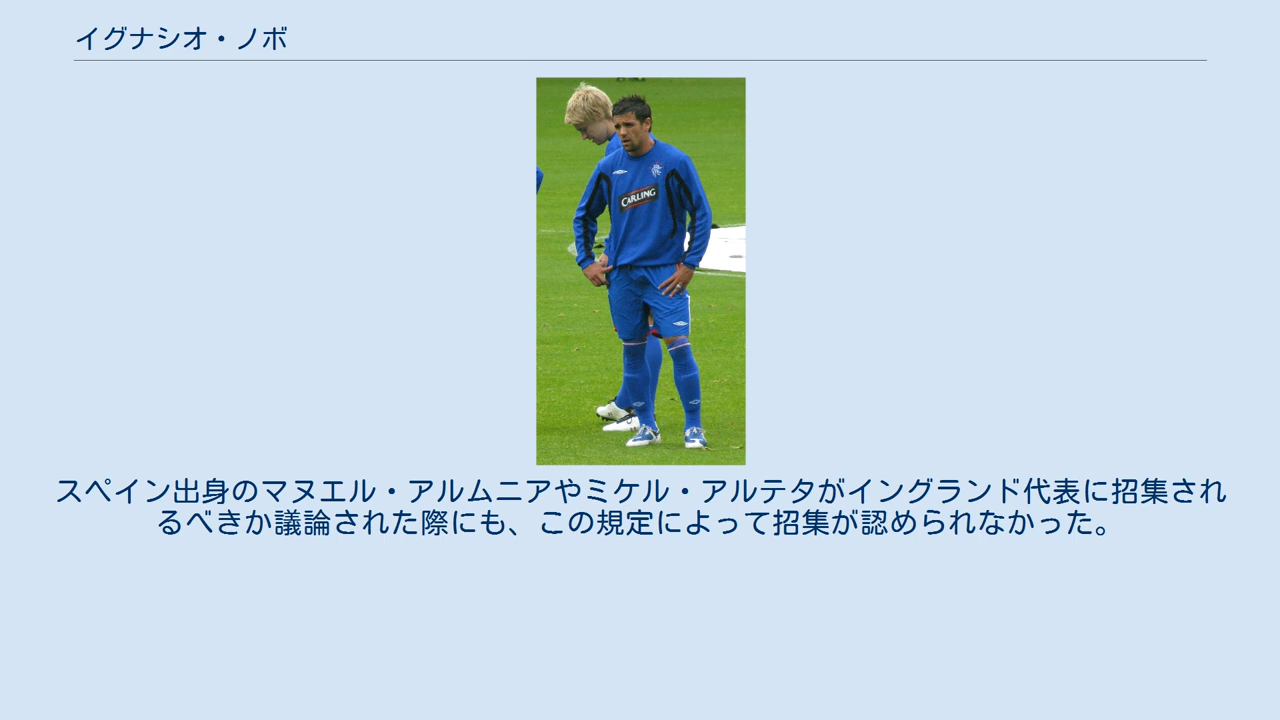 イグナシオ・ノボ
CARLING
スペイン出身のマヌエル・アルムニアやミケル・アルテタがイングランド代表に招集され
るべきか議論された際にも、この規定によって招集が認められなかった。